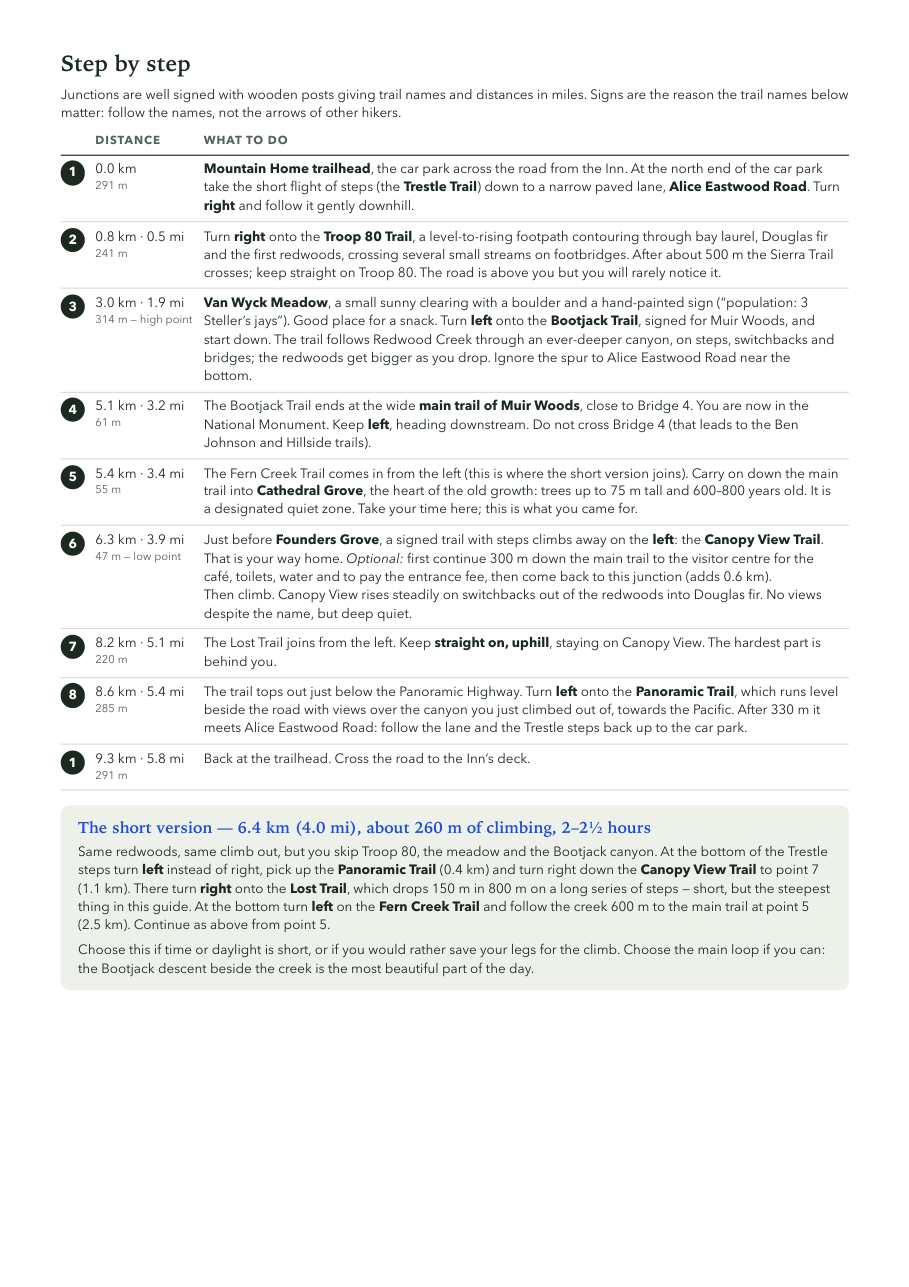 Step by step
Junctions are well signed with wooden posts giving trail names and distances in miles. Signs are the reason the trail names below
matter: follow the names, not the arrows of other hikers.
DISTANCE WHAT TO DO
1 0.0 km Mountain Home trailhead, the car park across the road from the Inn. At the north end of the car park
291 m take the short flight of steps (the Trestle Trail) down to a narrow paved lane, Alice Eastwood Road. Turn
right and follow it gently downhill.
2 0.8 km · 0.5 mi Turn right onto the Troop 80 Trail, a level-to-rising footpath contouring through bay laurel, Douglas fir
241 m and the first redwoods, crossing several small streams on footbridges. After about 500 m the Sierra Trail
crosses; keep straight on Troop 80. The road is above you but you will rarely notice it.
3 3.0 km · 1.9 mi Van Wyck Meadow, a small sunny clearing with a boulder and a hand-painted sign (“population: 3
314 m – high point Steller’s jays”). Good place for a snack. Turn left onto the Bootjack Trail, signed for Muir Woods, and
start down. The trail follows Redwood Creek through an ever-deeper canyon, on steps, switchbacks and
bridges; the redwoods get bigger as you drop. Ignore the spur to Alice Eastwood Road near the
bottom.
4 5.1 km · 3.2 mi The Bootjack Trail ends at the wide main trail of Muir Woods, close to Bridge 4. You are now in the
61 m National Monument. Keep left, heading downstream. Do not cross Bridge 4 (that leads to the Ben
Johnson and Hillside trails).
5 5.4 km · 3.4 mi The Fern Creek Trail comes in from the left (this is where the short version joins). Carry on down the main
55 m trail into Cathedral Grove, the heart of the old growth: trees up to 75 m tall and 600–800 years old. It is
a designated quiet zone. Take your time here; this is what you came for.
6 6.3 km · 3.9 mi Just before Founders Grove, a signed trail with steps climbs away on the left: the Canopy View Trail.
47 m – low point That is your way home. Optional: first continue 300 m down the main trail to the visitor centre for the
café, toilets, water and to pay the entrance fee, then come back to this junction (adds 0.6 km).
Then climb. Canopy View rises steadily on switchbacks out of the redwoods into Douglas fir. No views
despite the name, but deep quiet.
7 8.2 km · 5.1 mi The Lost Trail joins from the left. Keep straight on, uphill, staying on Canopy View. The hardest part is
220 m behind you.
8 8.6 km · 5.4 mi The trail tops out just below the Panoramic Highway. Turn left onto the Panoramic Trail, which runs level
285 m beside the road with views over the canyon you just climbed out of, towards the Pacific. After 330 m it
meets Alice Eastwood Road: follow the lane and the Trestle steps back up to the car park.
1 9.3 km · 5.8 mi Back at the trailhead. Cross the road to the Inn’s deck.
291 m
The short version — 6.4 km (4.0 mi), about 260 m of climbing, 2–2½ hours
Same redwoods, same climb out, but you skip Troop 80, the meadow and the Bootjack canyon. At the bottom of the Trestle
steps turn left instead of right, pick up the Panoramic Trail (0.4 km) and turn right down the Canopy View Trail to point 7
(1.1 km). There turn right onto the Lost Trail, which drops 150 m in 800 m on a long series of steps – short, but the steepest
thing in this guide. At the bottom turn left on the Fern Creek Trail and follow the creek 600 m to the main trail at point 5
(2.5 km). Continue as above from point 5.
Choose this if time or daylight is short, or if you would rather save your legs for the climb. Choose the main loop if you can:
the Bootjack descent beside the creek is the most beautiful part of the day.